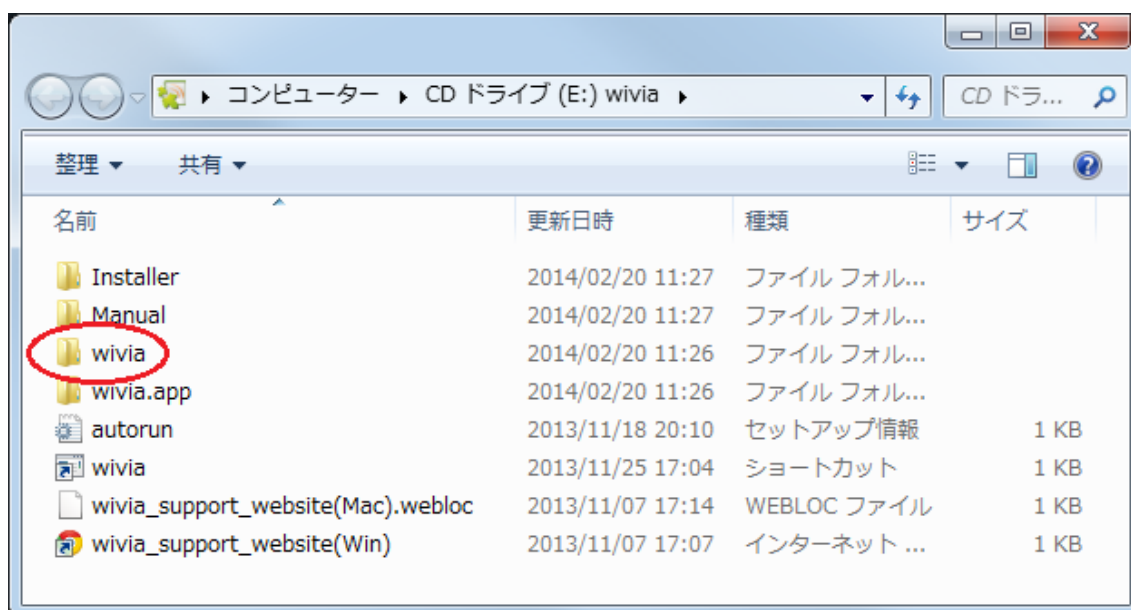 コンピューター ▸ CD ドライブ (E:) wivia ▸ CD ドラ...
整理 ▼ 共有 ▼
名前 更新日時 種類 サイズ
Installer 2014/02/20 11:27 ファイル フォル...
Manual 2014/02/20 11:27 ファイル フォル...
wivia 2014/02/20 11:26 ファイル フォル...
wivia.app 2014/02/20 11:26 ファイル フォル...
autorun 2013/11/18 20:10 セットアップ情報 1 KB
wivia 2013/11/25 17:04 ショートカット 1 KB
wivia_support_website(Mac).webloc 2013/11/07 17:14 WEBLOC ファイル 1 KB
wivia_support_website(Win) 2013/11/07 17:07 インターネット ... 1 KB